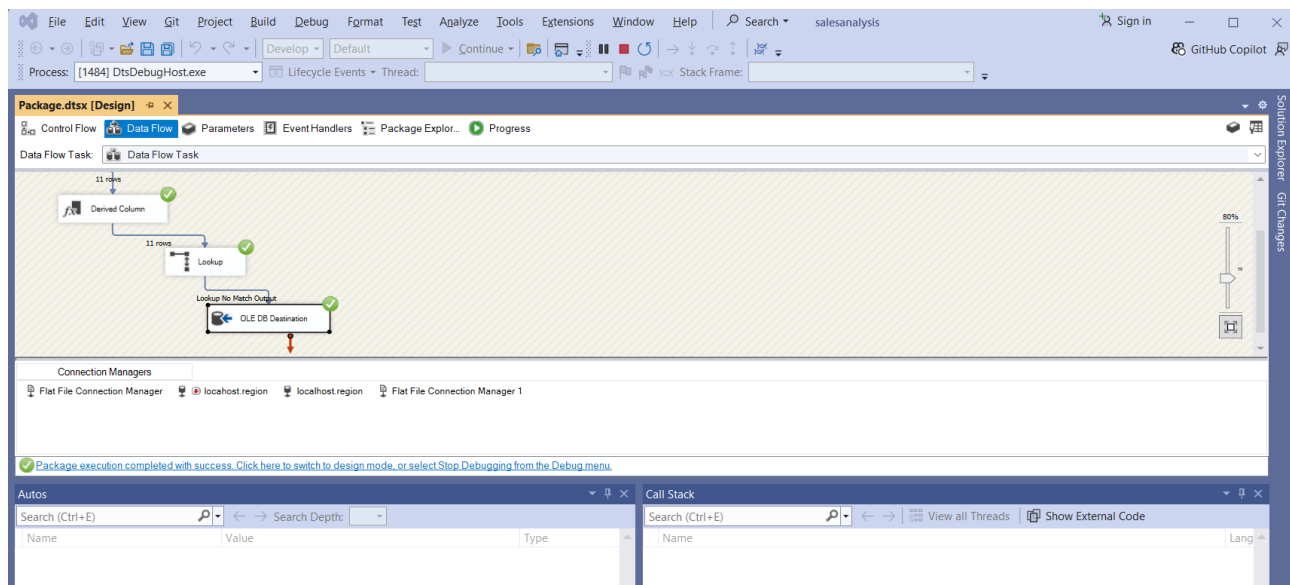 File Edit View Git Project Build Debug Format Test Analyze Tools Extensions Window Help Search salesanalysis Sign in
Develop Default Continue GitHub Copilot
Process: [1484] DtsDebugHost.exe Lifecycle Events Thread: Stack Frame:
Package.dtsx [Design]
Control Flow Data Flow Parameters Event Handlers Package Explor... Progress
Data Flow Task: Data Flow Task
11 rows
Derived Column
11 rows
Lookup
Lookup No Match Output
OLE DB Destination
80%
Connection Managers
Flat File Connection Manager locahost.region localhost.region Flat File Connection Manager 1
Package execution completed with success. Click here to switch to design mode, or select Stop Debugging from the Debug menu.
Autos
Search (Ctrl+E) Search Depth:
Name Value Type
Call Stack
Search (Ctrl+E) View all Threads Show External Code
Name Lang
Solution Explorer
Git Changes